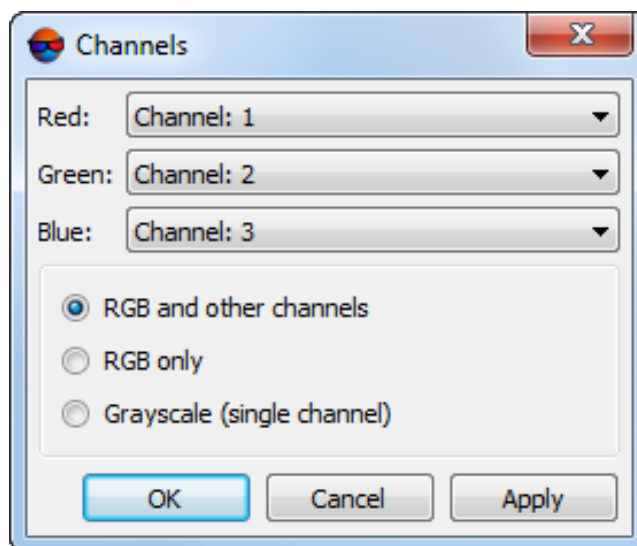 Channels
Red: Channel: 1
Green: Channel: 2
Blue: Channel: 3
RGB and other channels
RGB only
Grayscale (single channel)
OK Cancel Apply